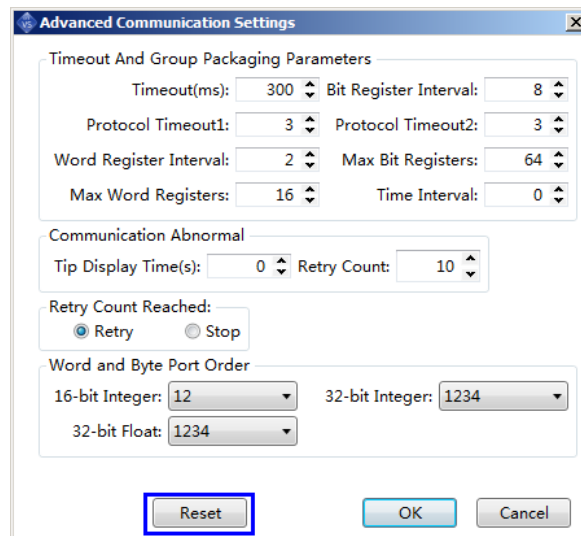 VS Advanced Communication Settings
Timeout And Group Packaging Parameters
Timeout(ms): 300 Bit Register Interval: 8
Protocol Timeout1: 3 Protocol Timeout2: 3
Word Register Interval: 2 Max Bit Registers: 64
Max Word Registers: 16 Time Interval: 0
Communication Abnormal
Tip Display Time(s): 0 Retry Count: 10
Retry Count Reached:
Retry Stop
Word and Byte Port Order
16-bit Integer: 12 32-bit Integer: 1234
32-bit Float: 1234
Reset OK Cancel